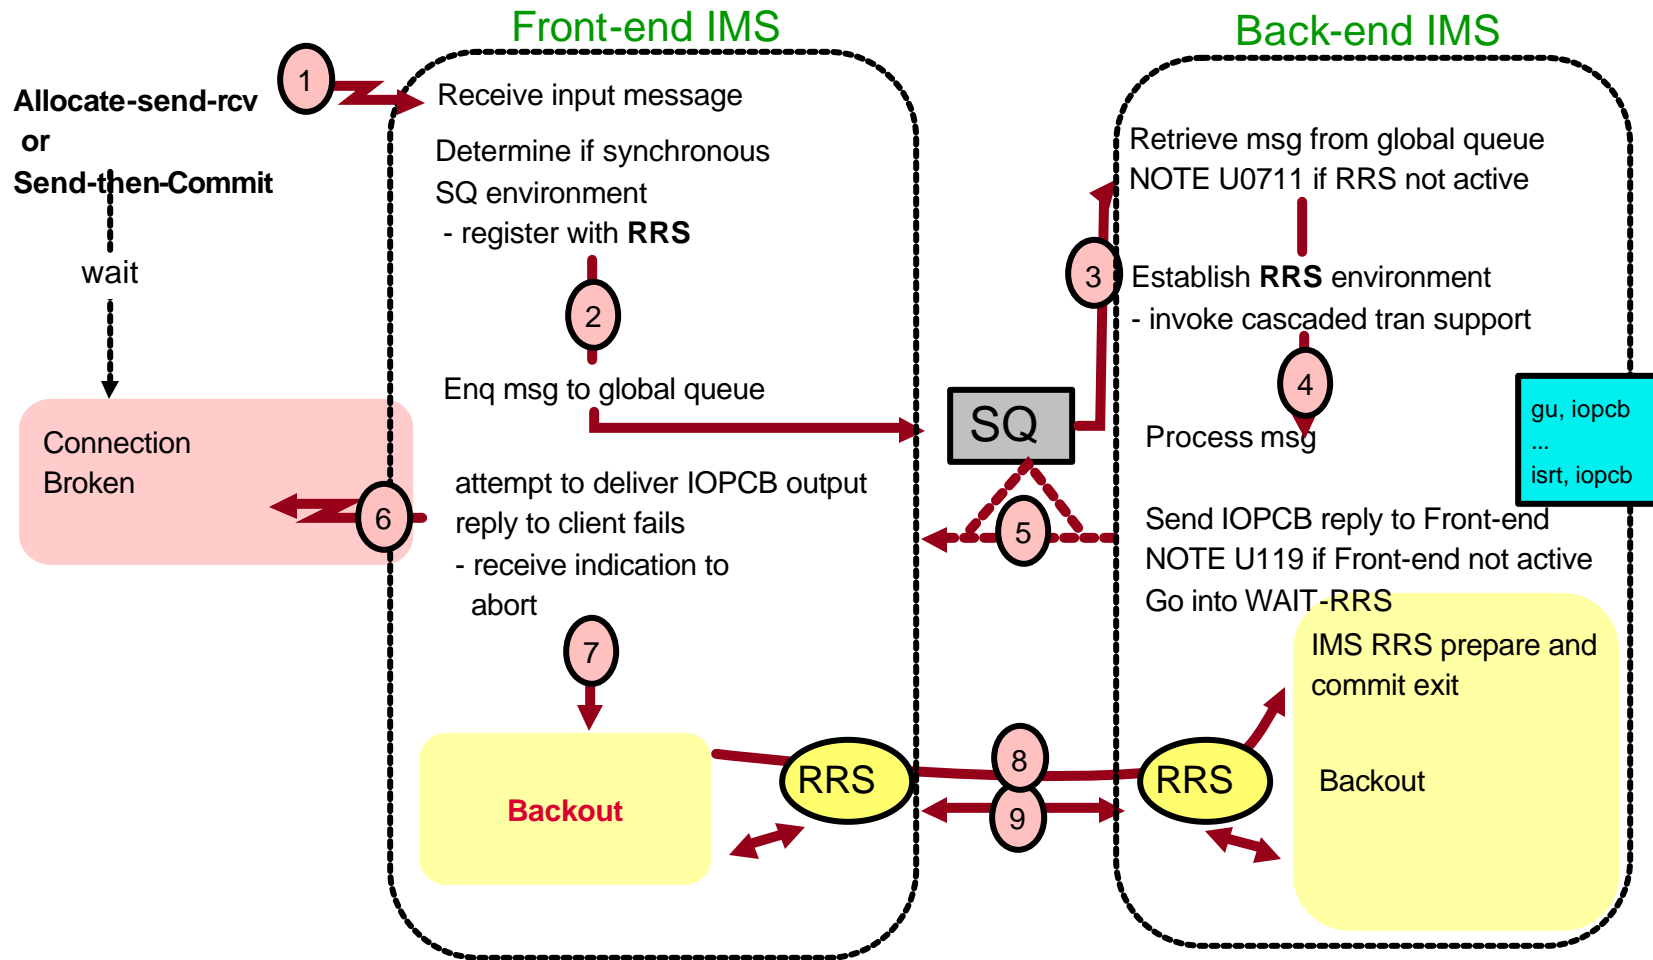 Front-end IMS
Back-end IMS
1
Allocate-send-rcv
or
Send-then-Commit
wait
Connection
Broken
Receive input message
Determine if synchronous
SQ environment
- register with RRS
2
Enq msg to global queue
attempt to deliver IOPCB output
reply to client fails
- receive indication to
abort
6
7
Backout
RRS
SQ
3
5
8
9
Retrieve msg from global queue
NOTE U0711 if RRS not active
Establish RRS environment
- invoke cascaded tran support
4
Process msg
gu, iopcb
...
isrt, iopcb
Send IOPCB reply to Front-end
NOTE U119 if Front-end not active
Go into WAIT-RRS
IMS RRS prepare and
commit exit
RRS
Backout